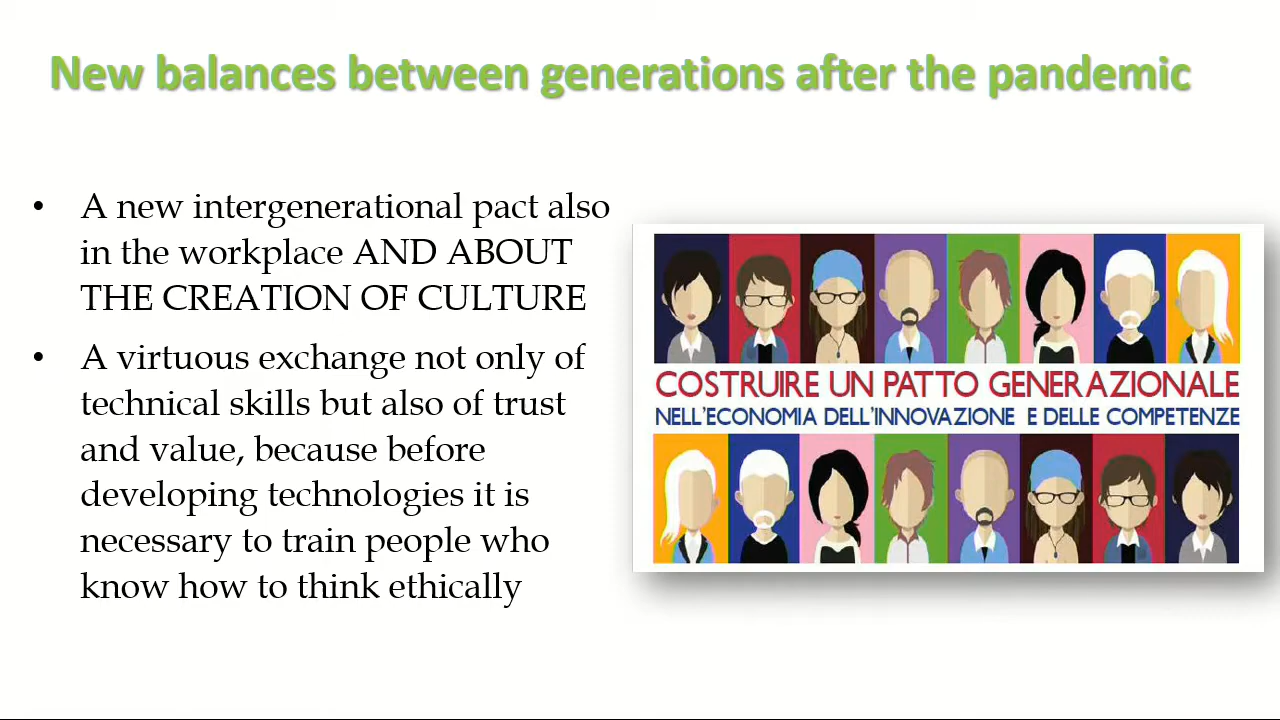 New balances between generations after the pandemic
• A new intergenerational pact also
in the workplace AND ABOUT
THE CREATION OF CULTURE
• A virtuous exchange not only of
technical skills but also of trust
and value, because before
developing technologies it is
necessary to train people who
know how to think ethically
COSTRUIRE UN PATTO GENERAZIONALE
NELL'ECONOMIA DELL'INNOVAZIONE E DELLE COMPETENZE